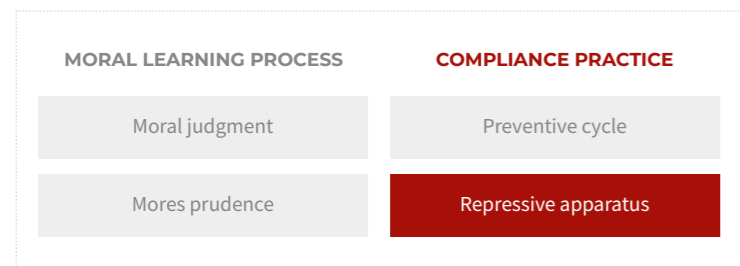 MORAL LEARNING PROCESS
COMPLIANCE PRACTICE
Moral judgment
Preventive cycle
Mores prudence
Repressive apparatus